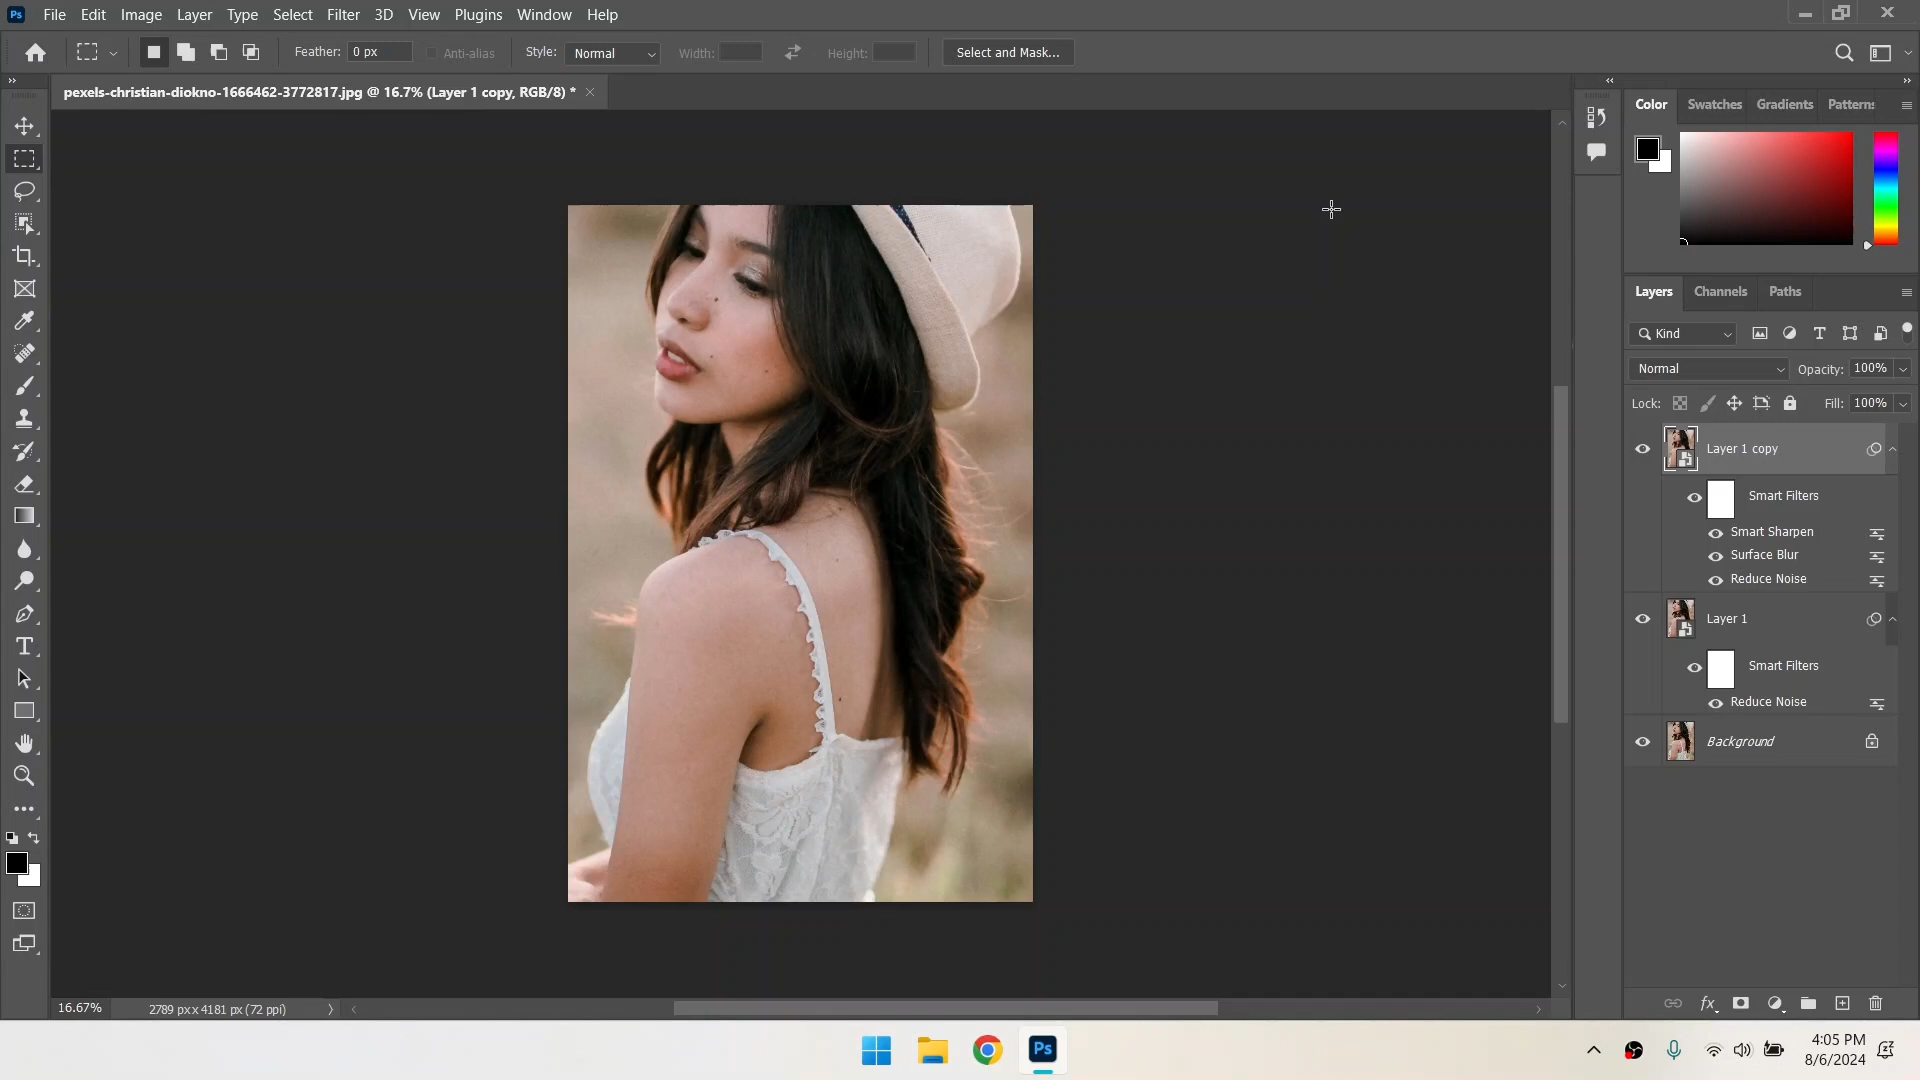 Ps File Edit Image Layer Type Select Filter 3D View Plugins Window Help
Feather: 0 px Anti-alias Style: Normal Width: Height: Select and Mask...
pexels-christian-diokno-1666462-3772817.jpg @ 16.7% (Layer 1 copy, RGB/8) *
Color Swatches Gradients Patterns
Layers Channels Paths
Kind
Normal Opacity: 100%
Lock: Fill: 100%
Layer 1 copy
Smart Filters
Smart Sharpen
Surface Blur
Reduce Noise
Layer 1
Smart Filters
Reduce Noise
Background
fx
16.67% 2789 px x 4181 px (72 ppi)
Ps
4:05 PM
8/6/2024